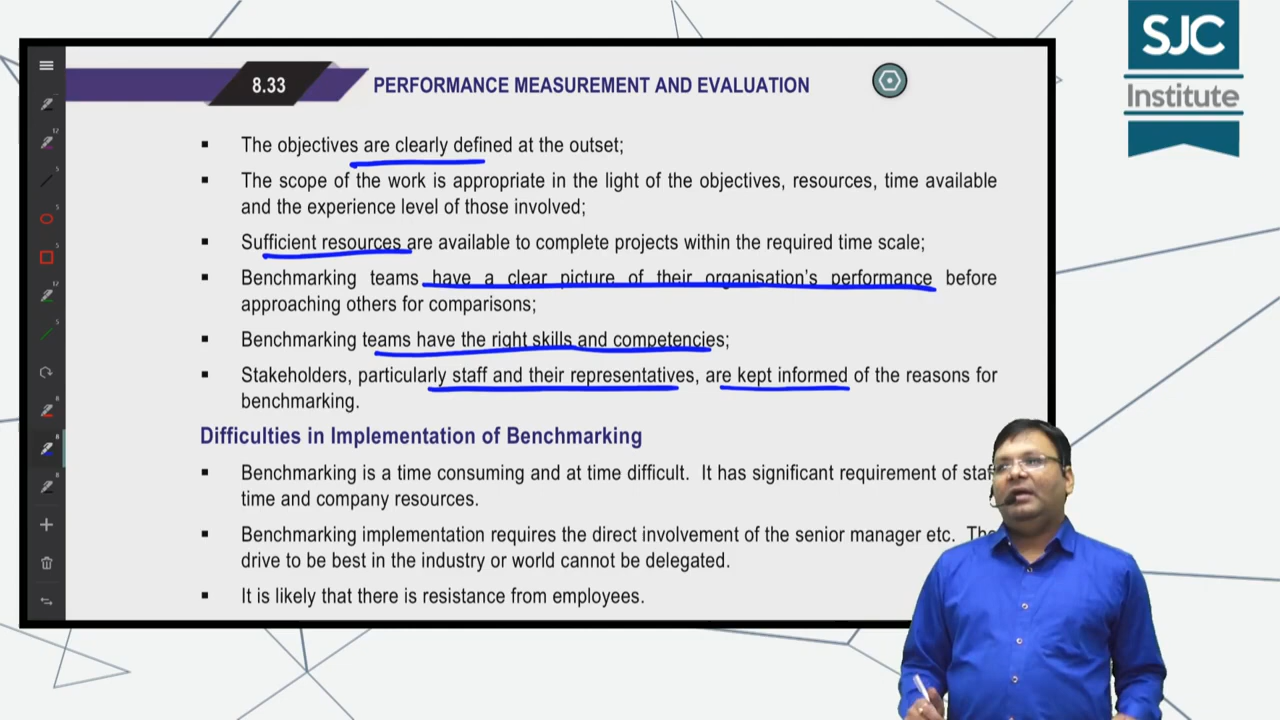 SJC
Institute
8.33
PERFORMANCE MEASUREMENT AND EVALUATION
▪ The objectives are clearly defined at the outset;
▪ The scope of the work is appropriate in the light of the objectives, resources, time available
and the experience level of those involved;
▪ Sufficient resources are available to complete projects within the required time scale;
▪ Benchmarking teams have a clear picture of their organisation's performance before
approaching others for comparisons;
▪ Benchmarking teams have the right skills and competencies;
▪ Stakeholders, particularly staff and their representatives, are kept informed of the reasons for
benchmarking.
Difficulties in Implementation of Benchmarking
▪ Benchmarking is a time consuming and at time difficult. It has significant requirement of
time and company resources.
▪ Benchmarking implementation requires the direct involvement of the senior manager etc.
drive to be best in the industry or world cannot be delegated.
▪ It is likely that there is resistance from employees.